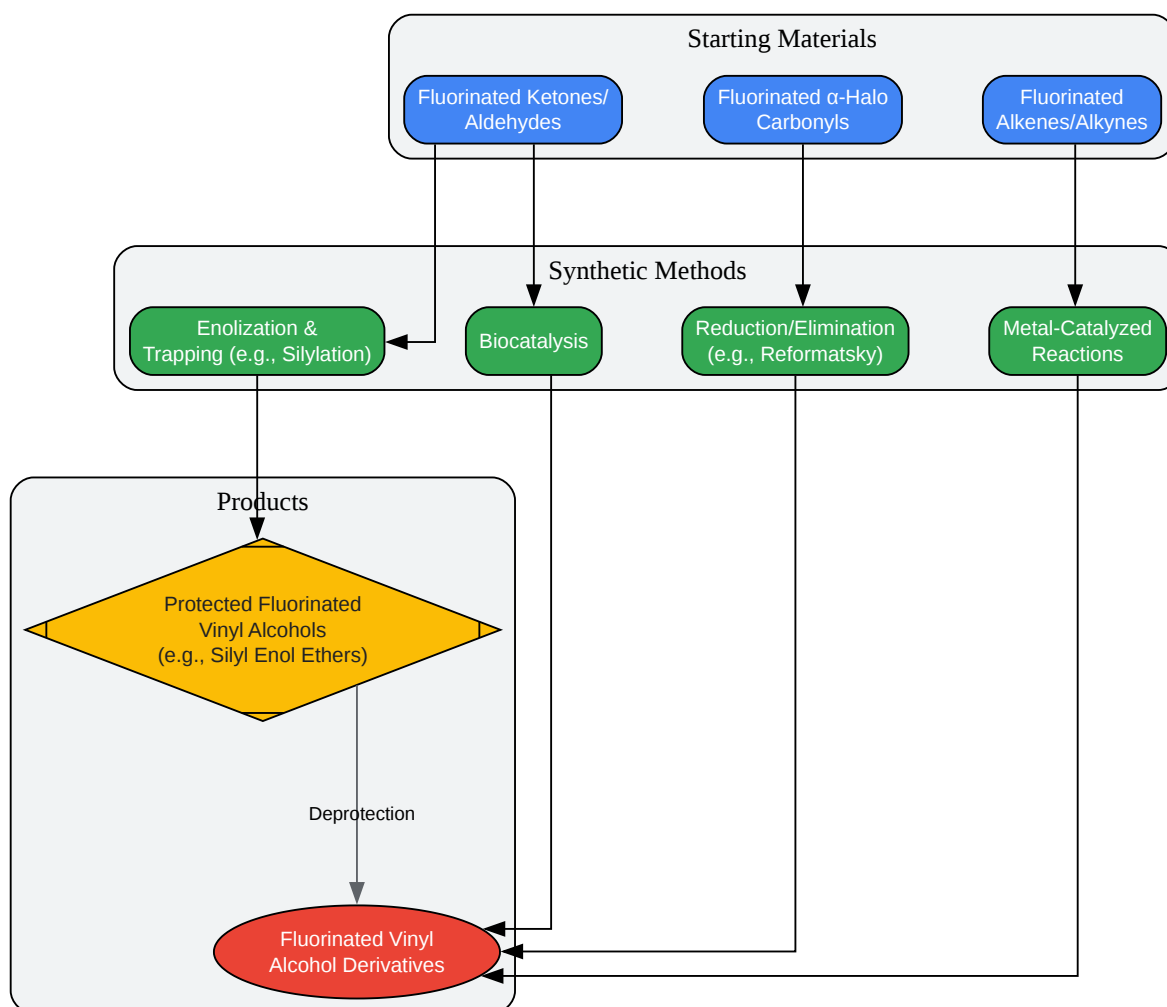 Starting Materials
Fluorinated Ketones/
Aldehydes
Fluorinated α-Halo
Carbonyls
Fluorinated
Alkenes/Alkynes
Synthetic Methods
Enolization &
Trapping (e.g., Silylation)
Biocatalysis
Reduction/Elimination
(e.g., Reformatsky)
Metal-Catalyzed
Reactions
Products
Protected Fluorinated
Vinyl Alcohols
(e.g., Silyl Enol Ethers)
Deprotection
Fluorinated Vinyl
Alcohol Derivatives